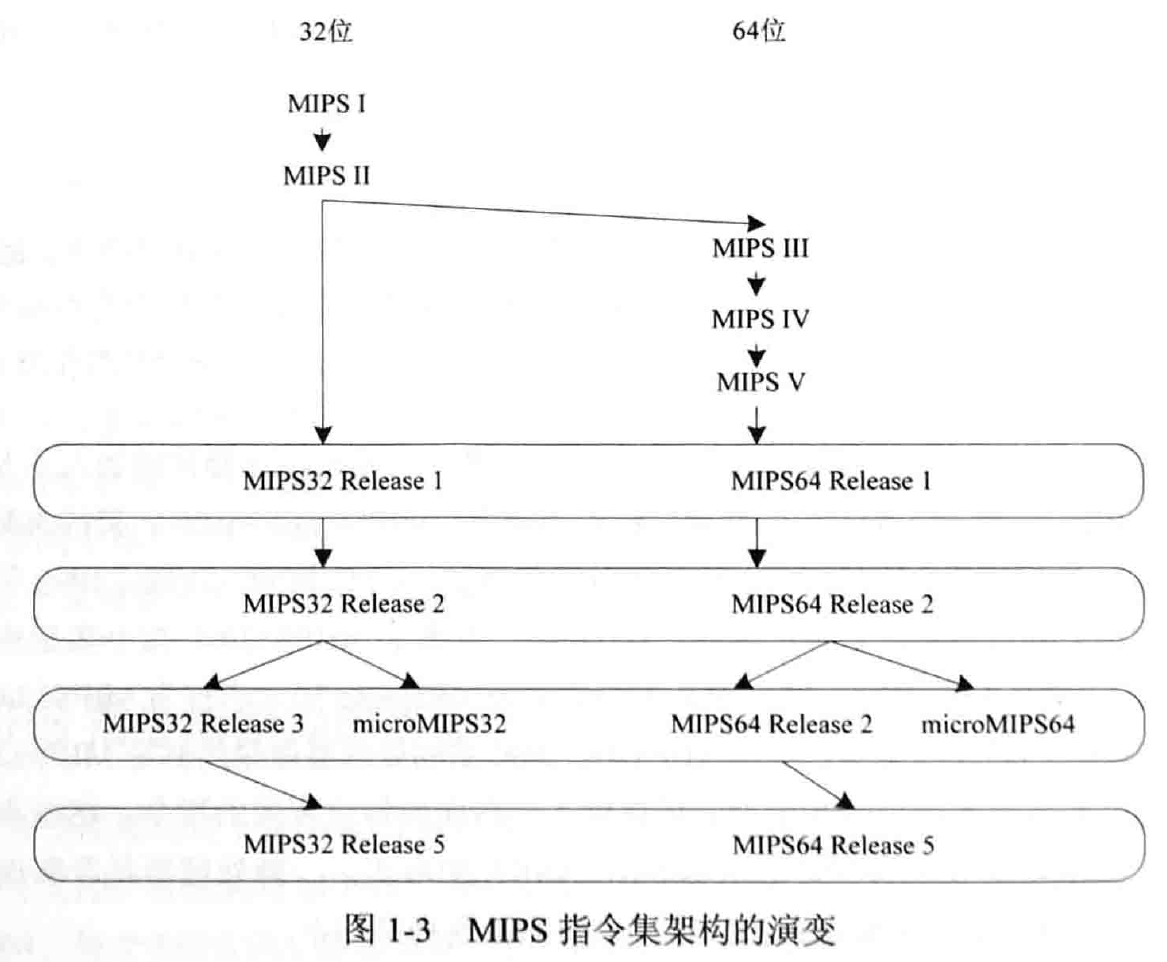 32位 64位
MIPS I
MIPS II
MIPS III
MIPS IV
MIPS V
MIPS32 Release 1 MIPS64 Release 1
MIPS32 Release 2 MIPS64 Release 2
MIPS32 Release 3 microMIPS32 MIPS64 Release 2 microMIPS64
MIPS32 Release 5 MIPS64 Release 5
图 1-3 MIPS 指令集架构的演变